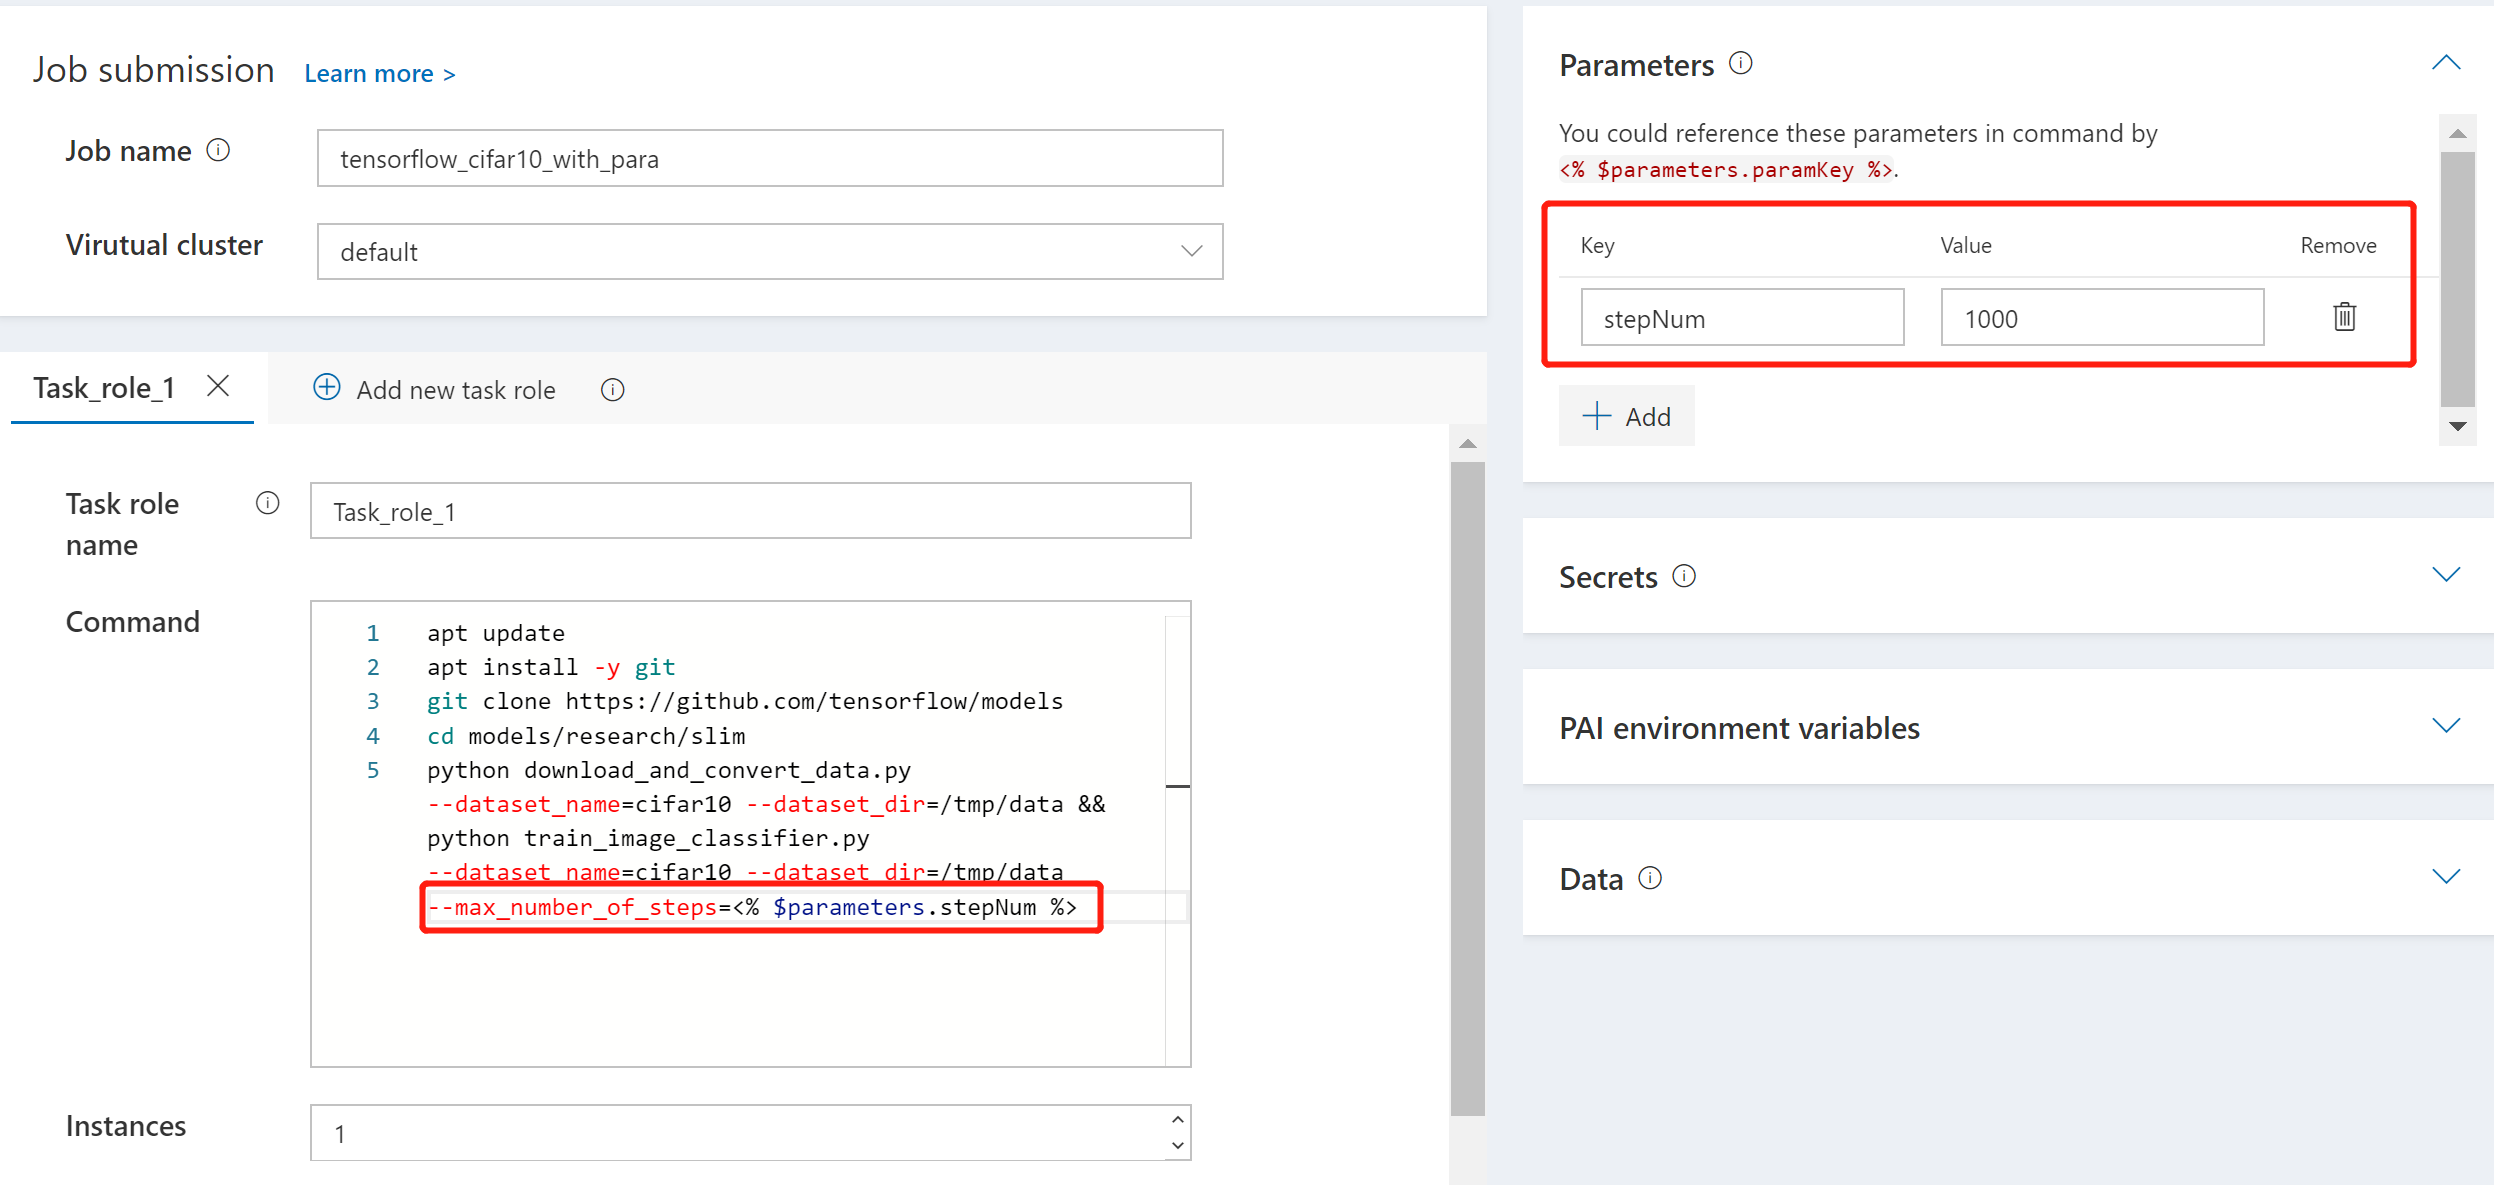 Job submission Learn more >
Job name
tensorflow_cifar10_with_para
Virutual cluster
default
Task_role_1
Add new task role
Task role
name
Task_role_1
Command
1 apt update
2 apt install -y git
3 git clone https://github.com/tensorflow/models
4 cd models/research/slim
5 python download_and_convert_data.py
--dataset_name=cifar10 --dataset_dir=/tmp/data &&
python train_image_classifier.py
--dataset_name=cifar10 --dataset_dir=/tmp/data
--max_number_of_steps=<% $parameters.stepNum %>
Instances
1
Parameters
You could reference these parameters in command by
<% $parameters.paramKey %>.
Key Value Remove
stepNum 1000
Add
Secrets
PAI environment variables
Data